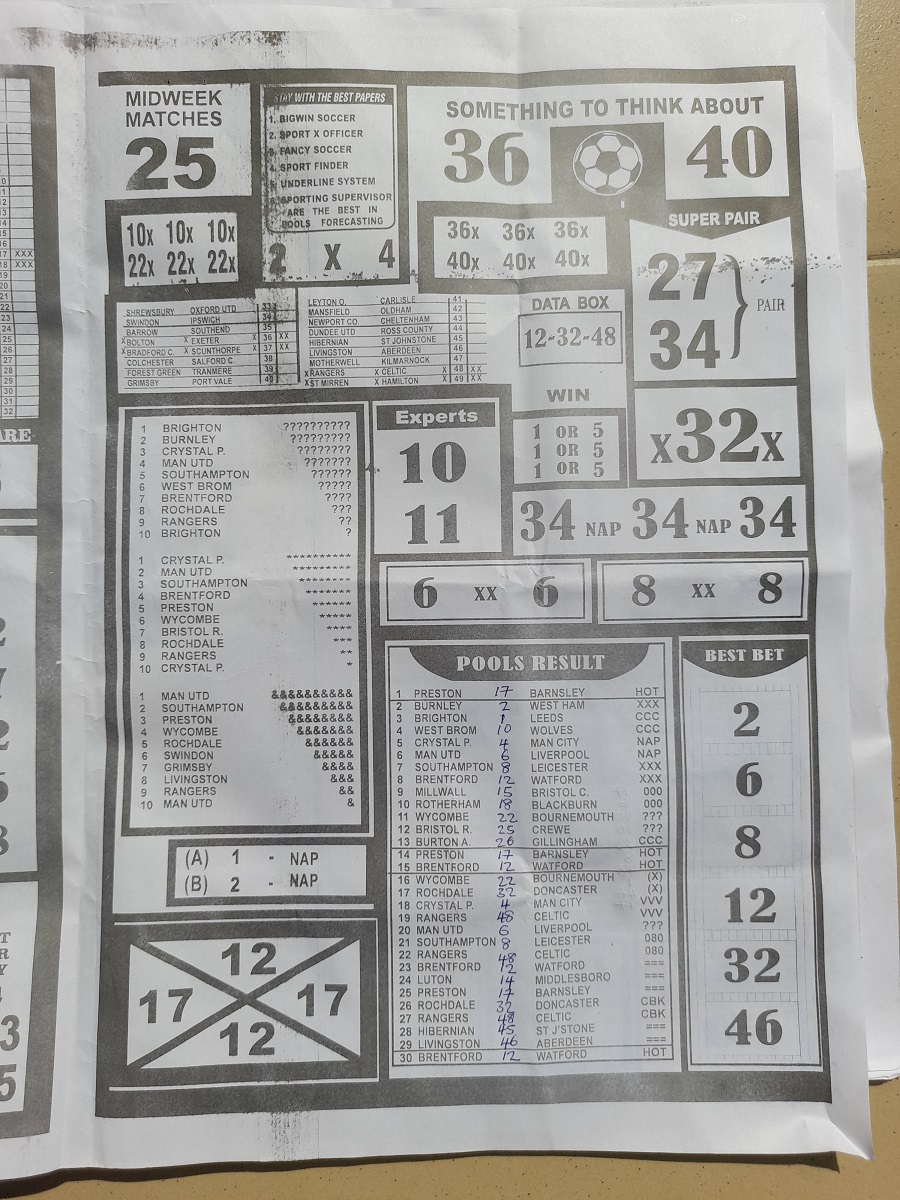 MIDWEEK
MATCHES
25
10x 10x 10x
22x 22x 22x
STAY WITH THE BEST PAPERS
1. BIGWIN SOCCER
2. SPORT X OFFICER
3. FANCY SOCCER
4. SPORT FINDER
5. UNDERLINE SYSTEM
6. SPORTING SUPERVISOR
ARE THE BEST IN
POOLS FORECASTING
2 X 4
SOMETHING TO THINK ABOUT
36 40
36x 36x 36x
40x 40x 40x
SUPER PAIR
27
34
PAIR
SHREWSBURY OXFORD UTD 33
SWINDON IPSWICH 34
BARROW SOUTHEND 35
X BOLTON X EXETER X 36 XX
X BRADFORD C. X SCUNTHORPE X 37 XX
COLCHESTER SALFORD C. 38
FOREST GREEN TRANMERE 39
GRIMSBY PORT VALE 40
LEYTON O. CARLISLE 41
MANSFIELD OLDHAM 42
NEWPORT CO. CHELTENHAM 43
DUNDEE UTD ROSS COUNTY 44
HIBERNIAN ST JOHNSTONE 45
LIVINGSTON ABERDEEN 46
MOTHERWELL KILMARNOCK 47
X RANGERS X CELTIC X 48 XX
X ST MIRREN X HAMILTON X 49 XX
DATA BOX
12-32-48
WIN
1 OR 5
1 OR 5
1 OR 5
X32X
Experts
10
11
34 NAP 34 NAP 34
6 XX 6
8 XX 8
1 BRIGHTON ??????????
2 BURNLEY ?????????
3 CRYSTAL P. ????????
4 MAN UTD ???????
5 SOUTHAMPTON ??????
6 WEST BROM ?????
7 BRENTFORD ????
8 ROCHDALE ???
9 RANGERS ??
10 BRIGHTON ?
1 CRYSTAL P. **********
2 MAN UTD *********
3 SOUTHAMPTON ********
4 BRENTFORD *******
5 PRESTON ******
6 WYCOMBE *****
7 BRISTOL R. ****
8 ROCHDALE ***
9 RANGERS **
10 CRYSTAL P. *
1 MAN UTD &&&&&&&&&&
2 SOUTHAMPTON &&&&&&&&&
3 PRESTON &&&&&&&&
4 WYCOMBE &&&&&&&
5 ROCHDALE &&&&&&
6 SWINDON &&&&&
7 GRIMSBY &&&&
8 LIVINGSTON &&&
9 RANGERS &&
10 MAN UTD &
(A) 1 - NAP
(B) 2 - NAP
12
17 17
12
POOLS RESULT
1 PRESTON 17 BARNSLEY HOT
2 BURNLEY 2 WEST HAM XXX
3 BRIGHTON 1 LEEDS CCC
4 WEST BROM 10 WOLVES CCC
5 CRYSTAL P. 4 MAN CITY NAP
6 MAN UTD 6 LIVERPOOL NAP
7 SOUTHAMPTON 8 LEICESTER XXX
8 BRENTFORD 12 WATFORD XXX
9 MILLWALL 15 BRISTOL C. 000
10 ROTHERHAM 18 BLACKBURN 000
11 WYCOMBE 22 BOURNEMOUTH ???
12 BRISTOL R. 25 CREWE ???
13 BURTON A. 26 GILLINGHAM CCC
14 PRESTON 17 BARNSLEY HOT
15 BRENTFORD 12 WATFORD HOT
16 WYCOMBE 22 BOURNEMOUTH (X)
17 ROCHDALE 32 DONCASTER (X)
18 CRYSTAL P. 4 MAN CITY VVV
19 RANGERS 48 CELTIC VVV
20 MAN UTD 6 LIVERPOOL ???
21 SOUTHAMPTON 8 LEICESTER 080
22 RANGERS 48 CELTIC 080
23 BRENTFORD 12 WATFORD ===
24 LUTON 14 MIDDLESBORO ===
25 PRESTON 17 BARNSLEY ===
26 ROCHDALE 32 DONCASTER CBK
27 RANGERS 48 CELTIC CBK
28 HIBERNIAN 45 ST J'STONE ===
29 LIVINGSTON 46 ABERDEEN ===
30 BRENTFORD 12 WATFORD HOT
BEST BET
2
6
8
12
32
46